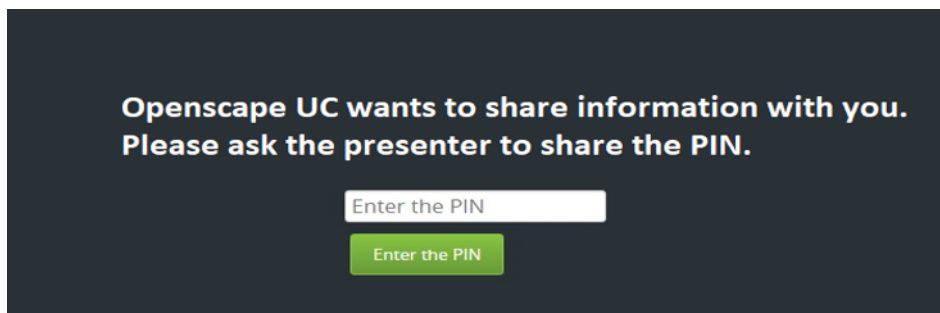 Openscape UC wants to share information with you.
Please ask the presenter to share the PIN.
Enter the PIN
Enter the PIN